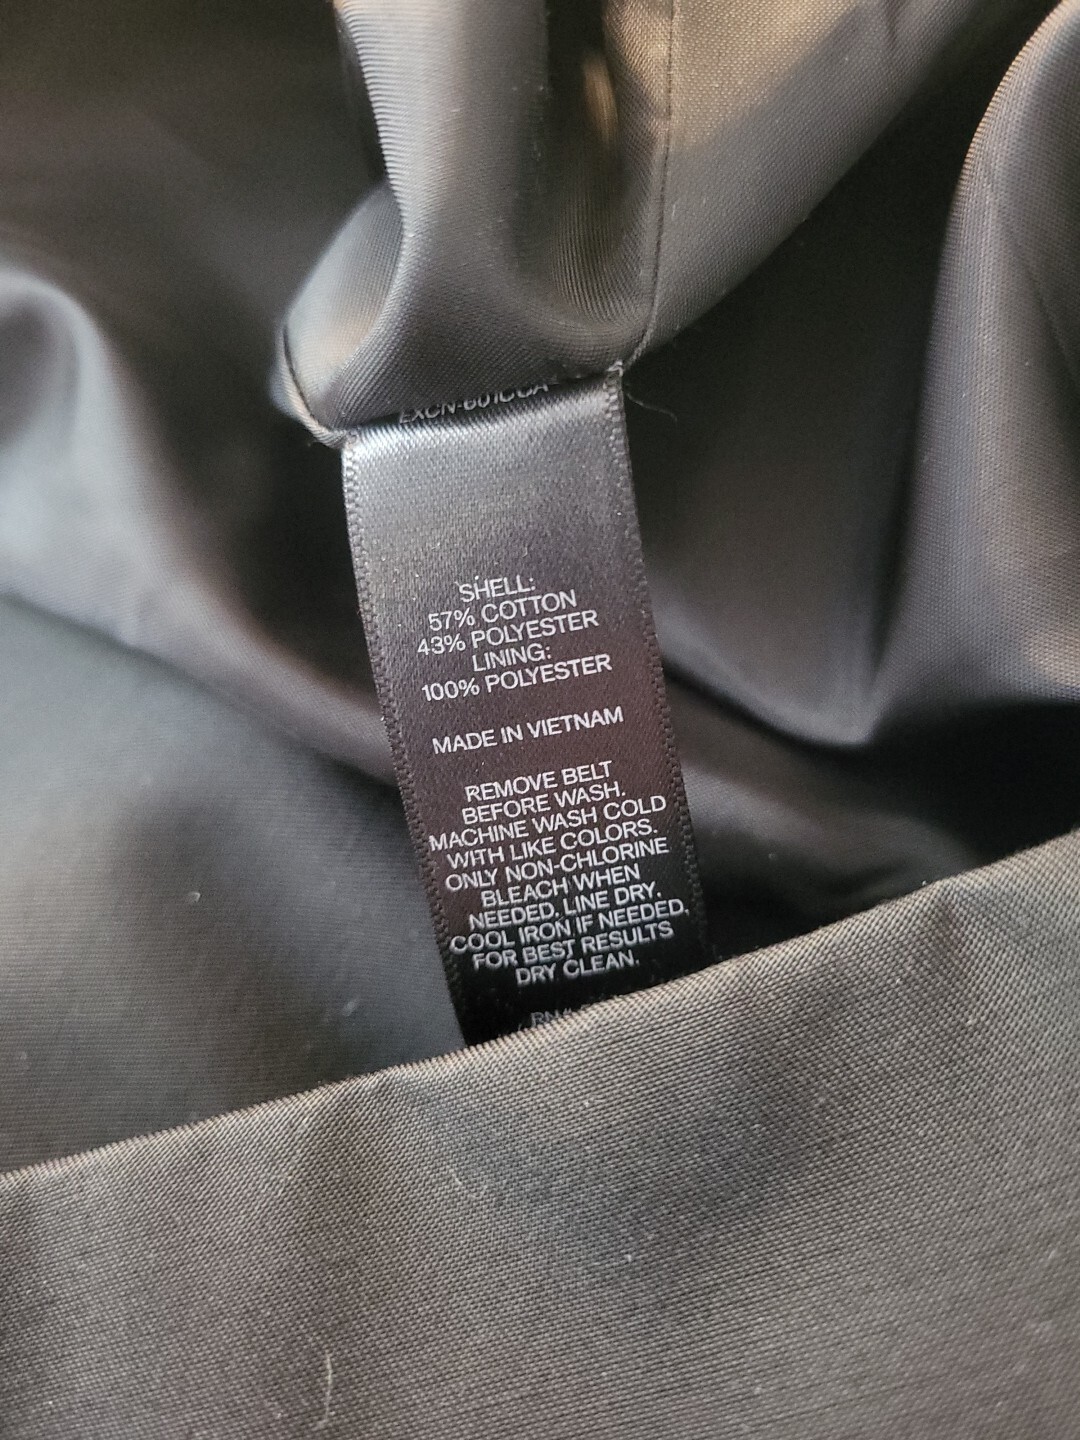 SHELL:
57% COTTON
43% POLYESTER
LINING:
100% POLYESTER
MADE IN VIETNAM
REMOVE BELT
BEFORE WASH.
MACHINE WASH COLD
WITH LIKE COLORS.
ONLY NON-CHLORINE
BLEACH WHEN
NEEDED. LINE DRY.
COOL IRON IF NEEDED,
FOR BEST RESULTS
DRY CLEAN.